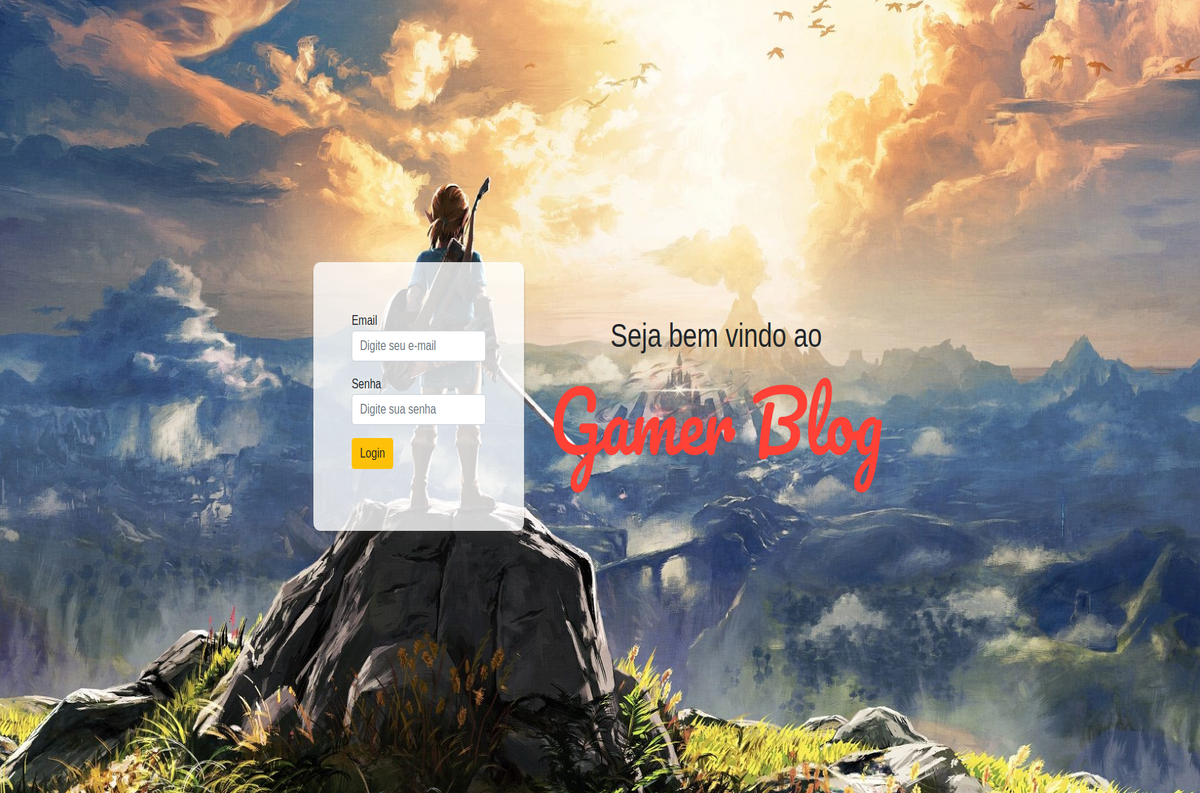 Email
Digite seu e-mail
Senha
Digite sua senha
Login
Seja bem vindo ao
Gamer Blog